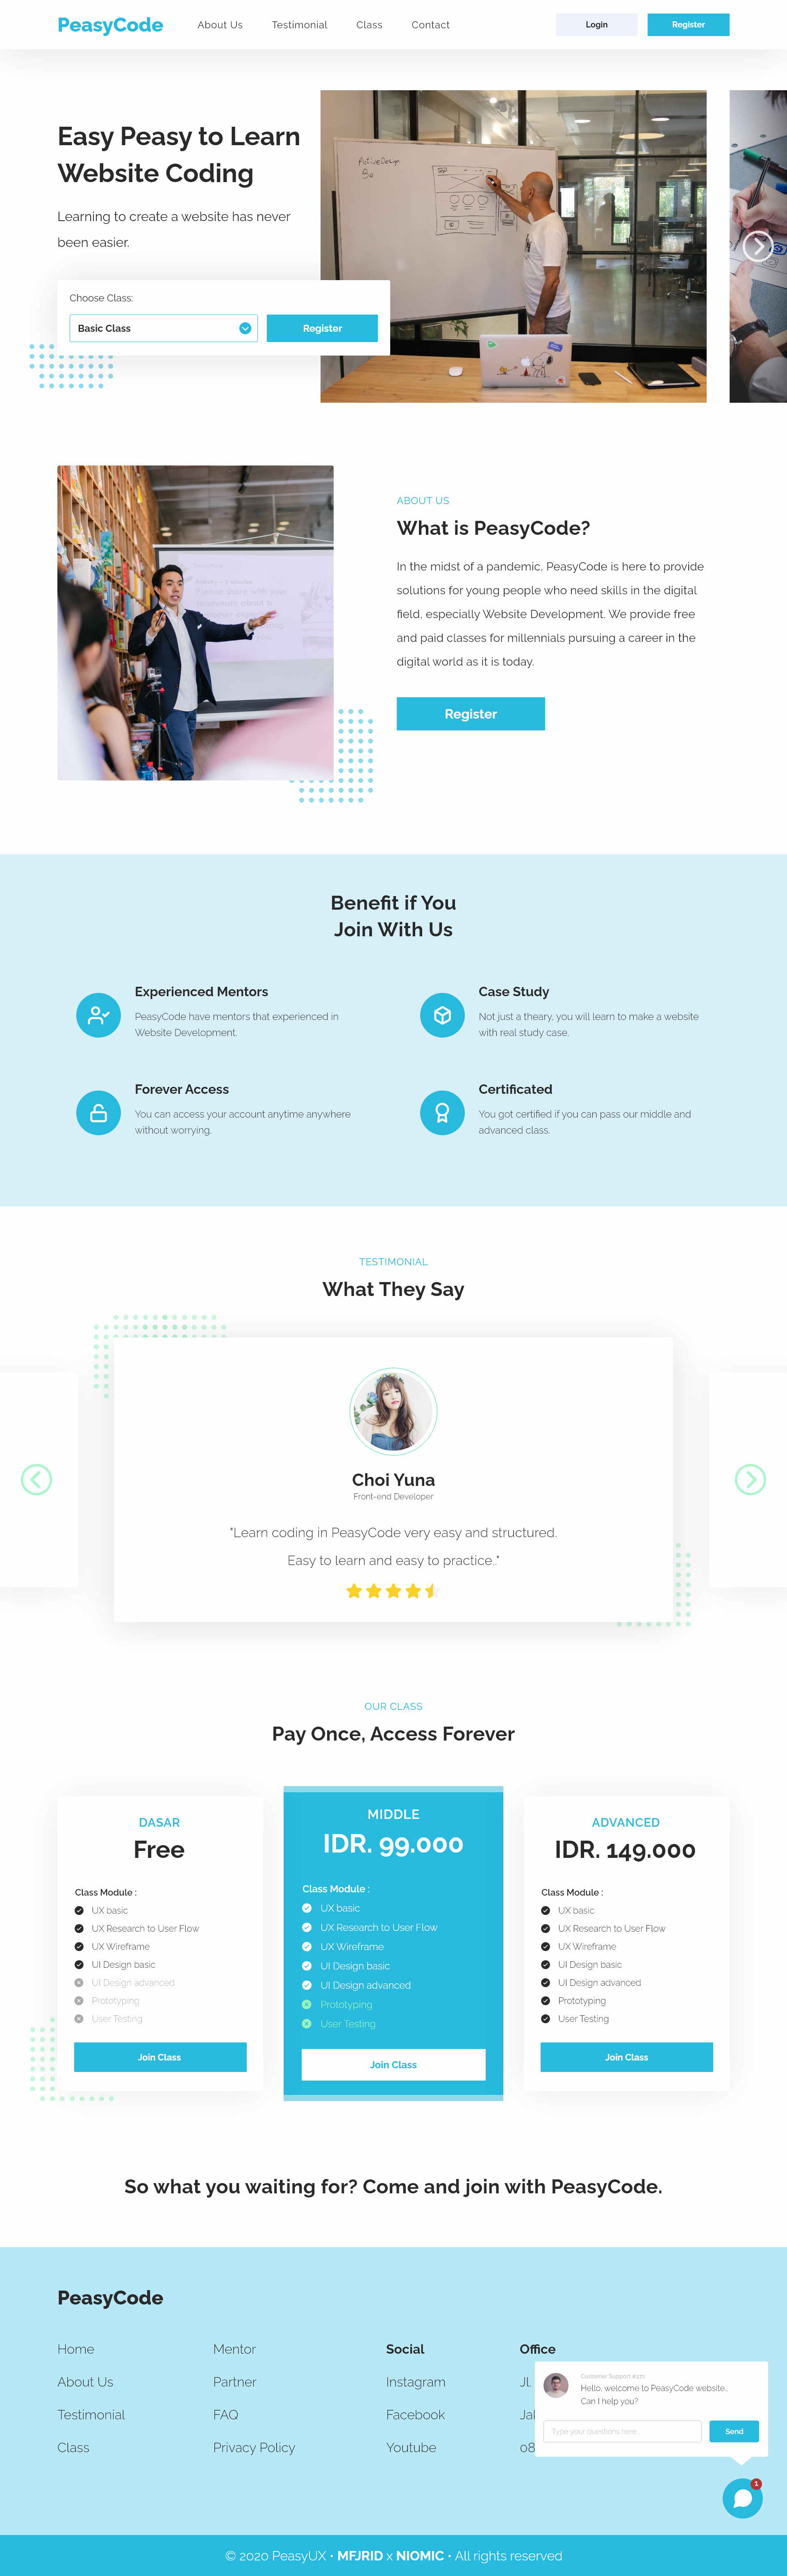 PeasyCode
About Us
Testimonial
Class
Contact
Login
Register
Easy Peasy to Learn
Website Coding
Learning to create a website has never
been easier.
Choose Class:
Basic Class
Register
ABOUT US
What is PeasyCode?
In the midst of a pandemic, PeasyCode is here to provide
solutions for young people who need skills in the digital
field, especially Website Development. We provide free
and paid classes for millennials pursuing a career in the
digital world as it is today.
Register
Benefit if You
Join With Us
Experienced Mentors
PeasyCode have mentors that experienced in
Website Development.
Case Study
Not just a theary, you will learn to make a website
with real study case.
Forever Access
You can access your account anytime anywhere
without worrying.
Certificated
You got certified if you can pass our middle and
advanced class.
TESTIMONIAL
What They Say
Choi Yuna
Front-end Developer
"Learn coding in PeasyCode very easy and structured.
Easy to learn and easy to practice.."
OUR CLASS
Pay Once, Access Forever
DASAR
Free
Class Module :
UX basic
UX Research to User Flow
UX Wireframe
UI Design basic
UI Design advanced
Prototyping
User Testing
Join Class
MIDDLE
IDR. 99.000
Class Module :
UX basic
UX Research to User Flow
UX Wireframe
UI Design basic
UI Design advanced
Prototyping
User Testing
Join Class
ADVANCED
IDR. 149.000
Class Module :
UX basic
UX Research to User Flow
UX Wireframe
UI Design basic
UI Design advanced
Prototyping
User Testing
Join Class
So what you waiting for? Come and join with PeasyCode.
PeasyCode
Home
About Us
Testimonial
Class
Mentor
Partner
FAQ
Privacy Policy
Social
Instagram
Facebook
Youtube
Office
Jl.
08
Hello, welcome to PeasyCode website..
Can I help you?
Type your questions here...
Send
1
© 2020 PeasyUX • MFJRID x NIOMIC • All rights reserved